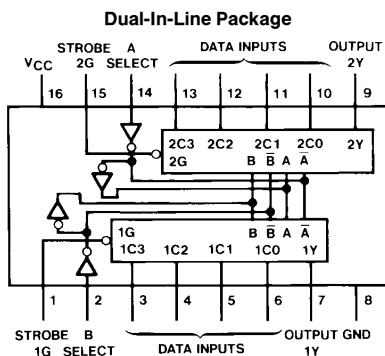 Dual-In-Line Package
STROBE A DATA INPUTS OUTPUT
VCC 2G SELECT 2Y
16 15 14 13 12 11 10 9
2C3 2C2 2C1 2C0 2Y
2G B B̅ A A̅
1G B B̅ A A̅
1C3 1C2 1C1 1C0 1Y
1 2 3 4 5 6 7 8
STROBE B DATA INPUTS OUTPUT GND
1G SELECT 1Y